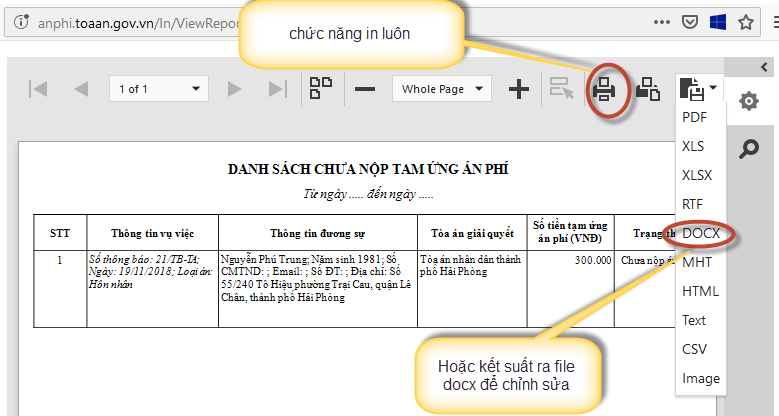 anphi.toaan.gov.vn/In/ViewRepor
chức năng in luôn
1 of 1
Whole Page
PDF
XLS
XLSX
RTF
DOCX
MHT
HTML
Text
CSV
Image
DANH SÁCH CHƯA NỘP TẠM ỨNG ÁN PHÍ
Từ ngày ..... đến ngày .....
STT
Thông tin vụ việc
Thông tin đương sự
Tòa án giải quyết
Số tiền tạm ứng
án phí (VNĐ)
Trạng th
1
Số thông báo: 21/TB-TA;
Ngày: 19/11/2018; Loại án:
Hôn nhân
Nguyễn Phú Trung; Năm sinh 1981; Số
CMTND: ; Email: ; Số ĐT: ; Địa chỉ: Số
55/240 Tô Hiệu phường Trại Cau, quận Lê
Chân, thành phố Hải Phòng
Tòa án nhân dân thành
phố Hải Phòng
300.000
Chưa nộp
Hoặc kết suất ra file
docx để chỉnh sửa